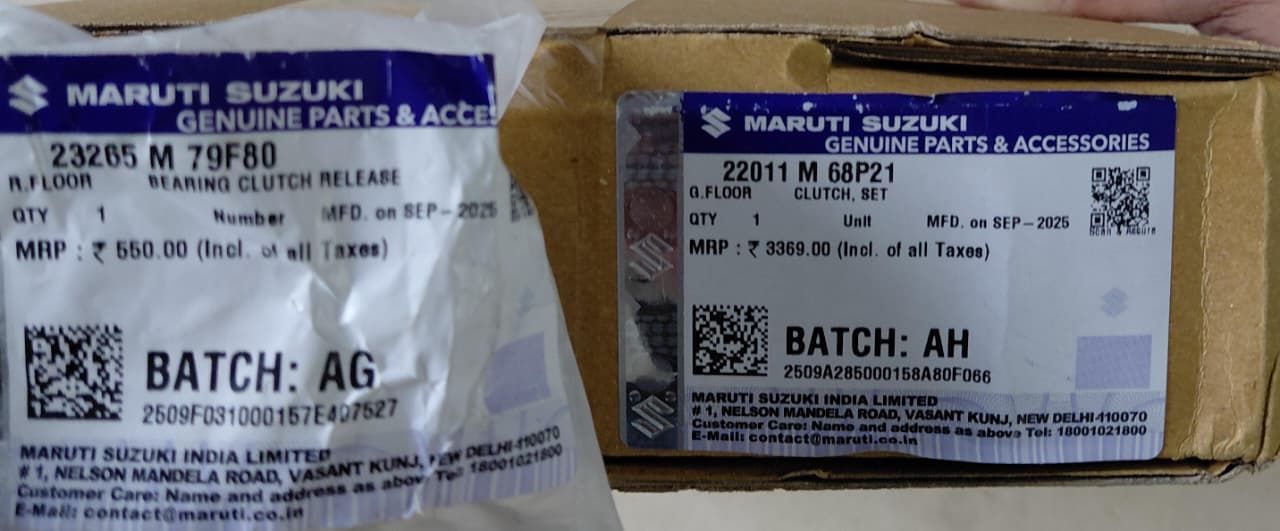 MARUTI SUZUKI
GENUINE PARTS & ACCES
23265 M 79F80
R.FLOOR BEARING CLUTCH RELEASE
QTY 1 Number MFD. on SEP-2025
MRP : ₹ 550.00 (Incl. of all Taxes)
BATCH: AG
2509F031000157E407527
MARUTI SUZUKI INDIA LIMITED
# 1, NELSON MANDELA ROAD, VASANT KUNJ, NEW DELHI-110070
Customer Care: Name and address as above Tel: 18001021800
E-Mail: contact@maruti.co.in
MARUTI SUZUKI
GENUINE PARTS & ACCESSORIES
22011 M 68P21
G.FLOOR CLUTCH, SET
QTY 1 Unit MFD. on SEP-2025
Scan & Assure
MRP : ₹ 3369.00 (Incl. of all Taxes)
BATCH: AH
2509A285000158A80F066
MARUTI SUZUKI INDIA LIMITED
# 1, NELSON MANDELA ROAD, VASANT KUNJ, NEW DELHI-110070
Customer Care: Name and address as above Tel: 18001021800
E-Mail: contact@maruti.co.in